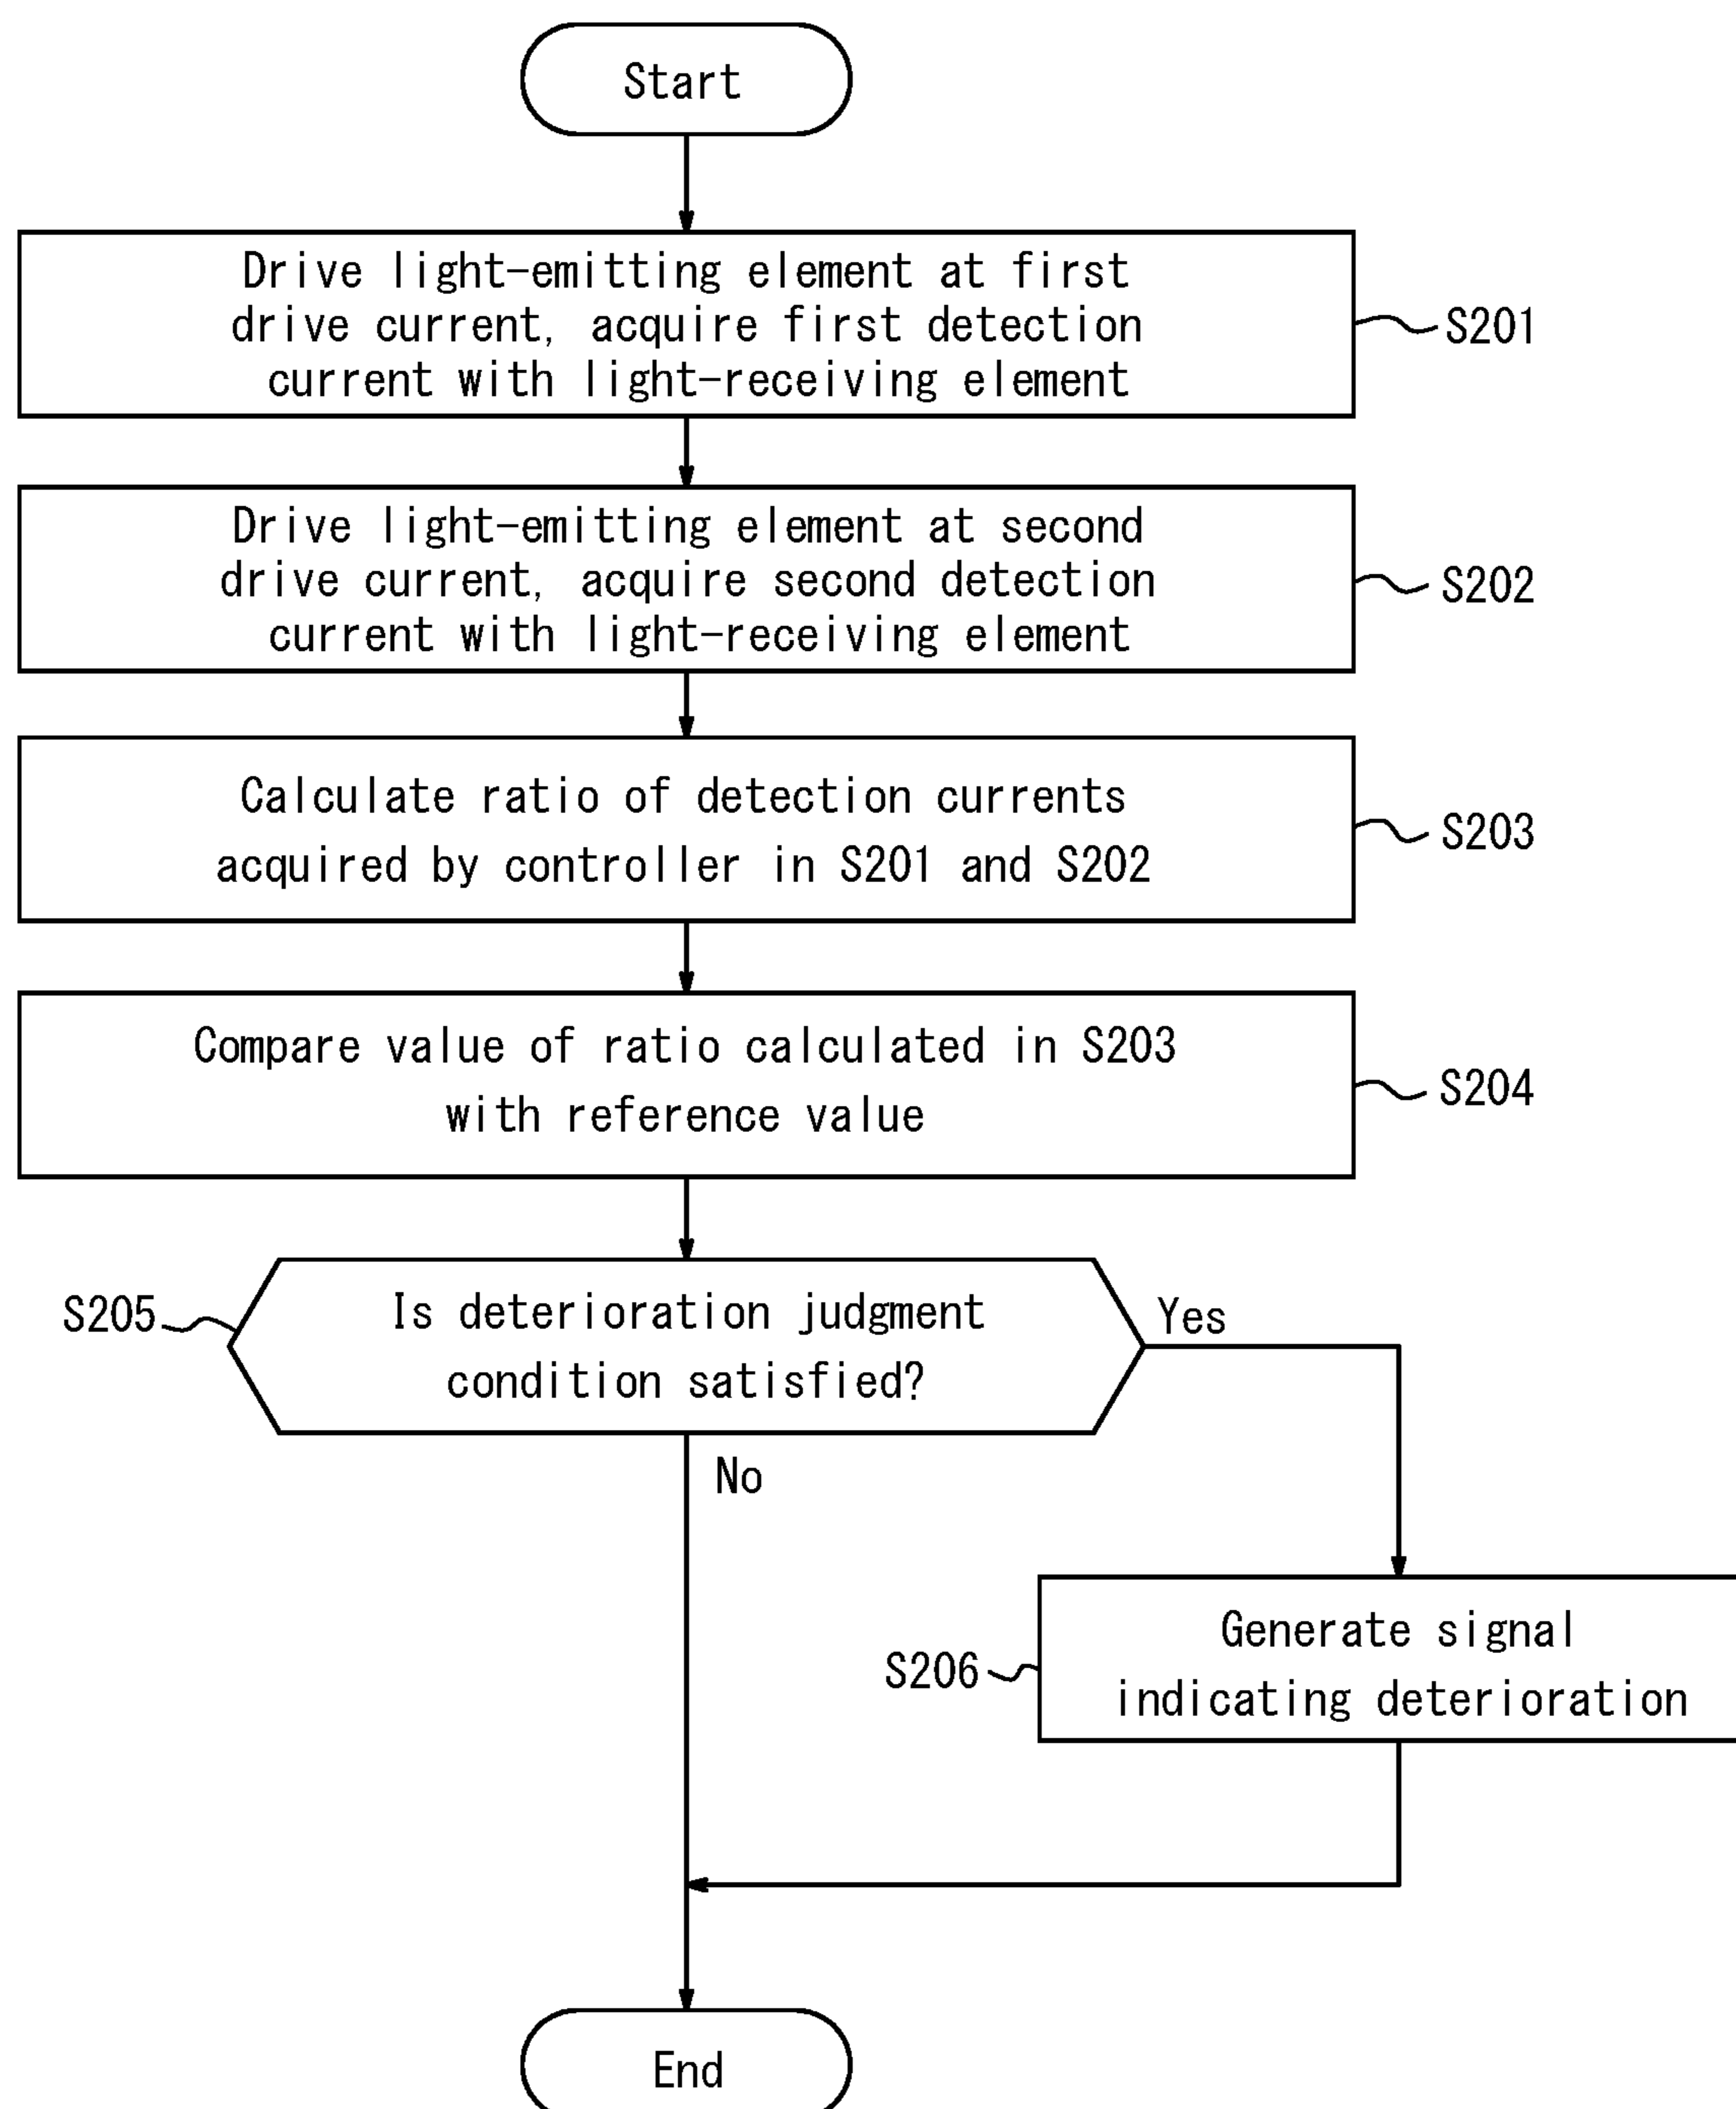 Start
Drive light-emitting element at first
drive current, acquire first detection
current with light-receiving element
S201
Drive light-emitting element at second
drive current, acquire second detection
current with light-receiving element
S202
Calculate ratio of detection currents
acquired by controller in S201 and S202
S203
Compare value of ratio calculated in S203
with reference value
S204
S205
Is deterioration judgment
condition satisfied?
Yes
No
Generate signal
indicating deterioration
S206
End